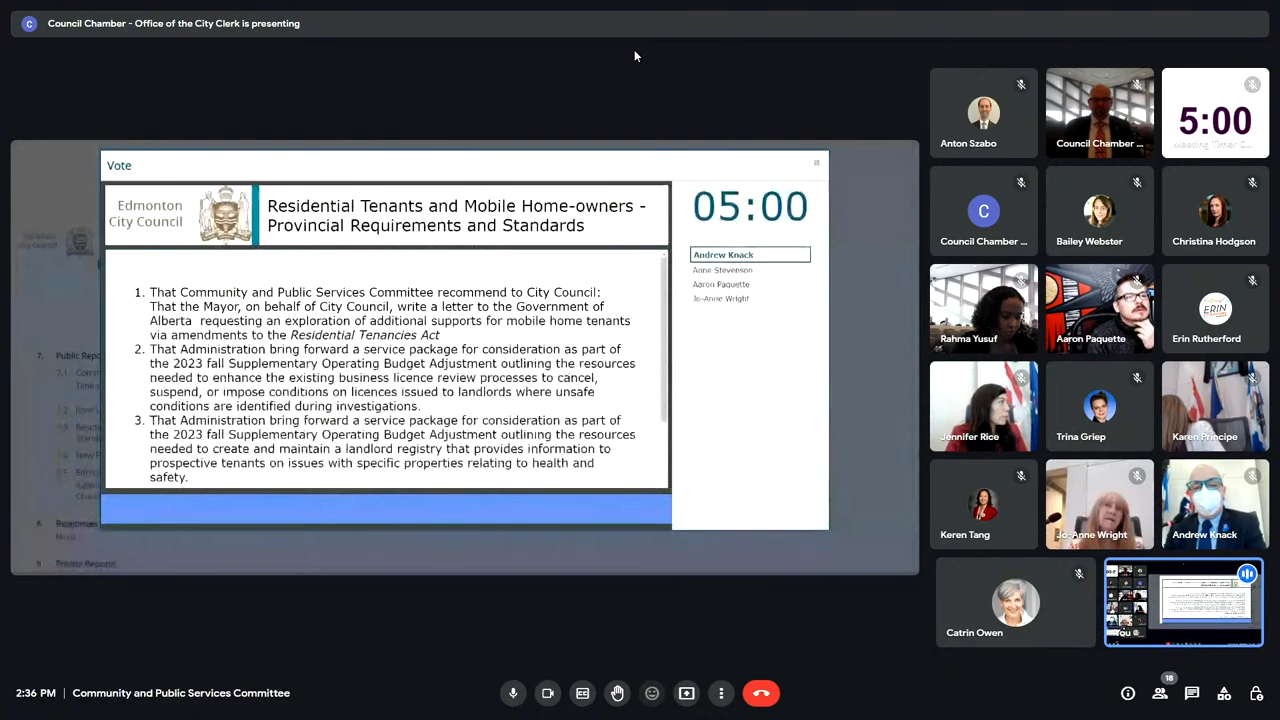 C Council Chamber - Office of the City Clerk is presenting
Vote
Edmonton
City Council
Residential Tenants and Mobile Home-owners -
Provincial Requirements and Standards
1. That Community and Public Services Committee recommend to City Council:
That the Mayor, on behalf of City Council, write a letter to the Government of
Alberta requesting an exploration of additional supports for mobile home tenants
via amendments to the Residential Tenancies Act
2. That Administration bring forward a service package for consideration as part of
the 2023 fall Supplementary Operating Budget Adjustment outlining the resources
needed to enhance the existing business licence review processes to cancel,
suspend, or impose conditions on licences issued to landlords where unsafe
conditions are identified during investigations.
3. That Administration bring forward a service package for consideration as part of
the 2023 fall Supplementary Operating Budget Adjustment outlining the resources
needed to create and maintain a landlord registry that provides information to
prospective tenants on issues with specific properties relating to health and
safety.
05:00
Andrew Knack
Anne Stevenson
Aaron Paquette
Jo-Anne Wright
7. Public Repo
Anton Szabo
Council Chamber ...
5:00
Meeting Timer C...
C
Council Chamber ...
Bailey Webster
Christina Hodgson
Rahma Yusuf
Aaron Paquette
ERIN
Erin Rutherford
Jennifer Rice
Trina Griep
Karen Principe
Keren Tang
Jo-Anne Wright
Andrew Knack
Catrin Owen
You
2:36 PM | Community and Public Services Committee
18